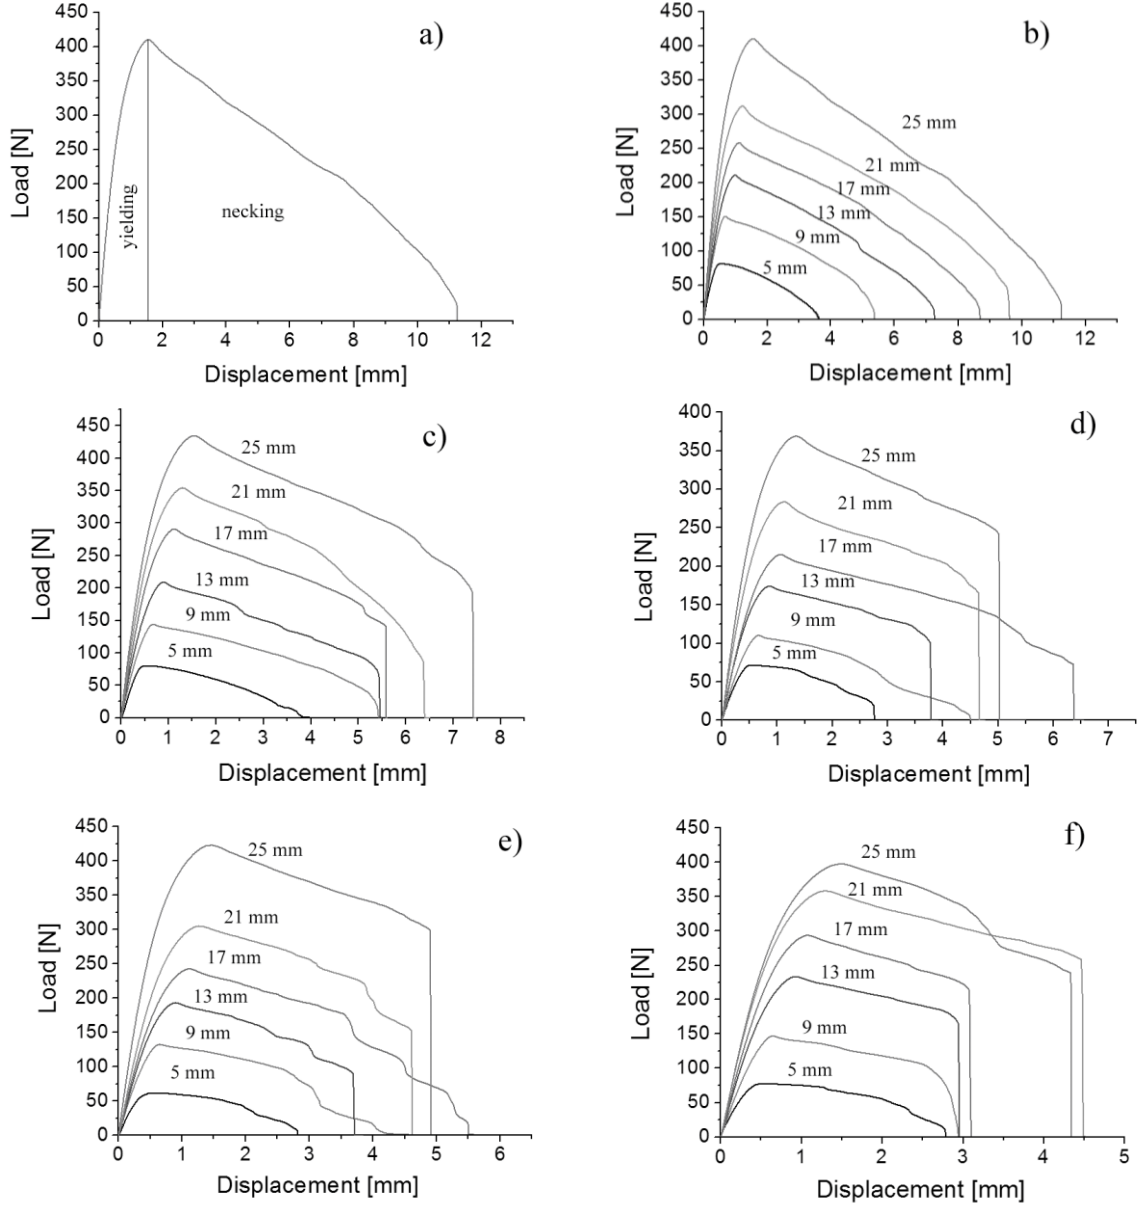 a)
450
400
350
300
250
200
150
100
50
0
Load [N]
yielding
necking
0 2 4 6 8 10 12
Displacement [mm]
b)
450
400
350
300
250
200
150
100
50
0
Load [N]
25 mm
21 mm
17 mm
13 mm
9 mm
5 mm
0 2 4 6 8 10 12
Displacement [mm]
c)
450
400
350
300
250
200
150
100
50
0
Load [N]
25 mm
21 mm
17 mm
13 mm
9 mm
5 mm
0 1 2 3 4 5 6 7 8
Displacement [mm]
d)
400
350
300
250
200
150
100
50
0
Load [N]
25 mm
21 mm
17 mm
13 mm
9 mm
5 mm
0 1 2 3 4 5 6 7
Displacement [mm]
e)
450
400
350
300
250
200
150
100
50
0
Load [N]
25 mm
21 mm
17 mm
13 mm
9 mm
5 mm
0 1 2 3 4 5 6
Displacement [mm]
f)
450
400
350
300
250
200
150
100
50
0
Load [N]
25 mm
21 mm
17 mm
13 mm
9 mm
5 mm
0 1 2 3 4 5
Displacement [mm]